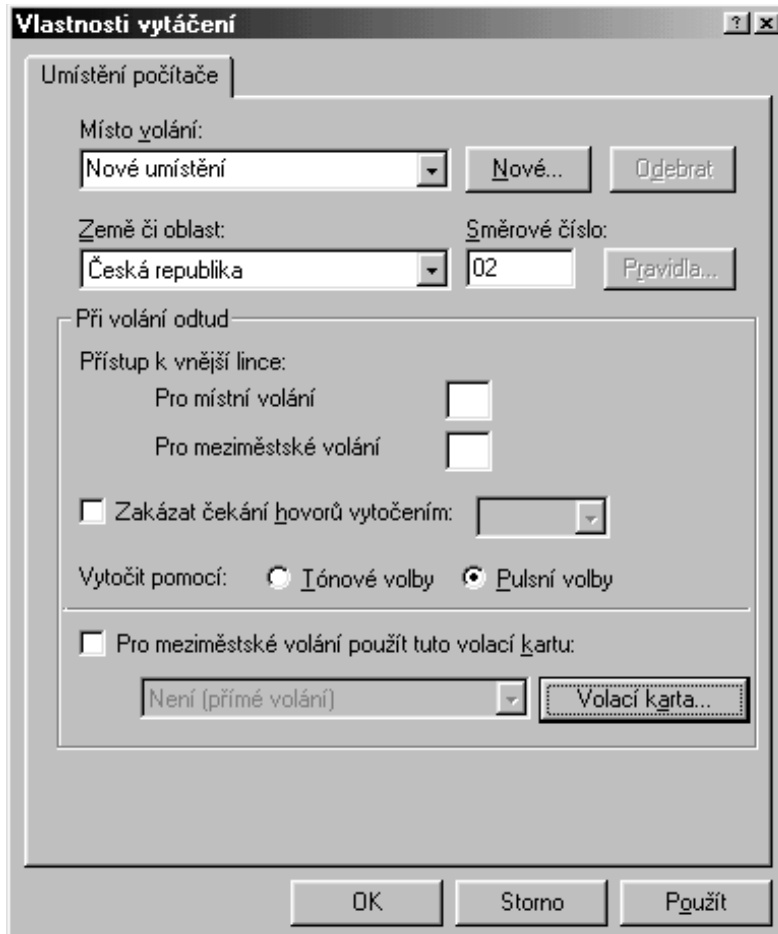 Vlastnosti vytáčení
Umístění počítače
Místo volání:
Nové umístění Nové... Odebrat
Země či oblast: Směrové číslo:
Česká republika 02 Pravidla...
Při volání odtud
Přístup k vnější lince:
Pro místní volání
Pro meziměstské volání
Zakázat čekání hovorů vytočením:
Vytočit pomocí: Tónové volby Pulsní volby
Pro meziměstské volání použít tuto volací kartu:
Není (přímé volání) Volací karta...
OK Storno Použít